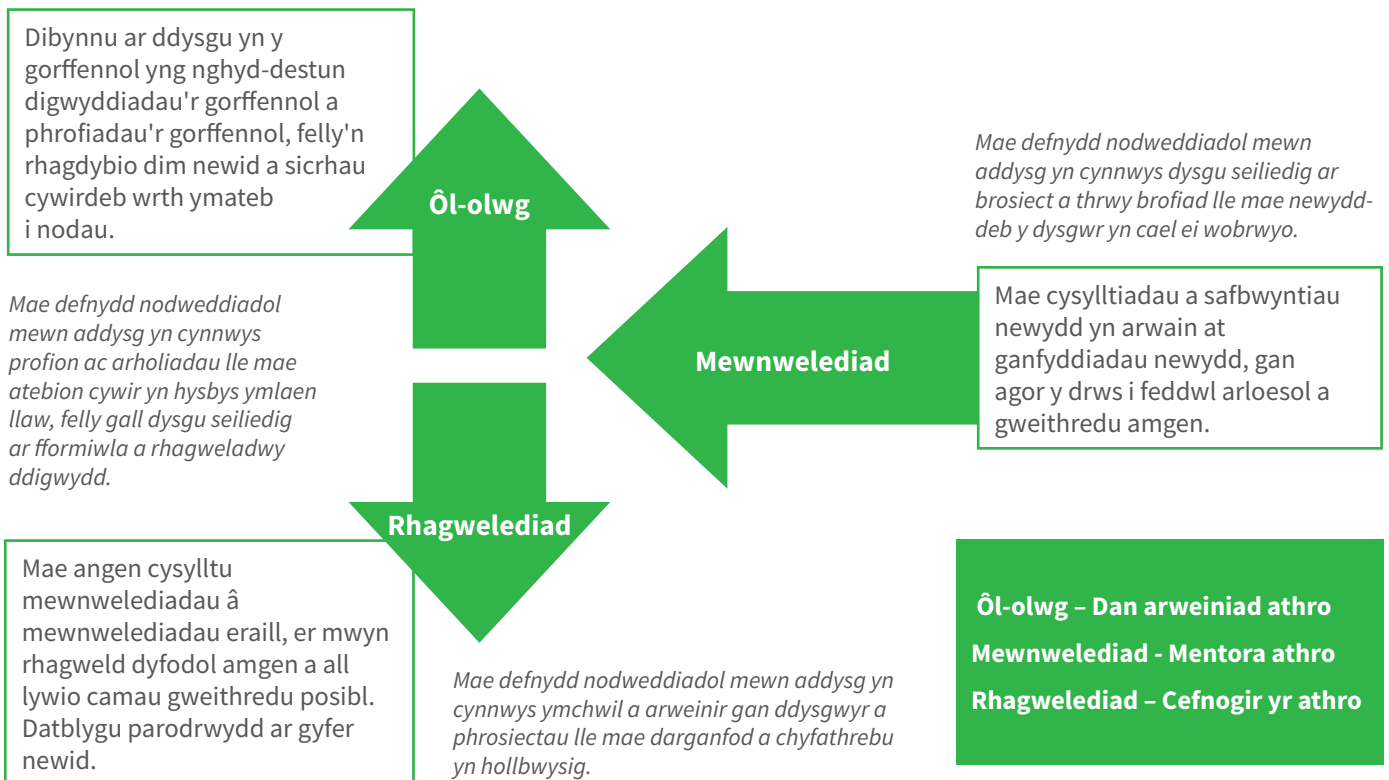 Dibynnu ar ddysgu yn y
gorffennol yng nghyd-destun
digwyddiadau'r gorffennol a
phrofiadau'r gorffennol, felly'n
rhagdybio dim newid a sicrhau
cywirdeb wrth ymateb
i nodau.
Ôl-olwg
Mae defnydd nodweddiadol
mewn addysg yn cynnwys
profion ac arholiadau lle mae
atebion cywir yn hysbys ymlaen
llaw, felly gall dysgu seiliedig
ar fformiwla a rhagweladwy
ddigwydd.
Mae defnydd nodweddiadol mewn
addysg yn cynnwys dysgu seiliedig ar
brosiect a thrwy brofiad lle mae newydd-
deb y dysgwr yn cael ei wobrwyo.
Mewnwelediad
Mae cysylltiadau a safbwyntiau
newydd yn arwain at
ganfyddiadau newydd, gan
agor y drws i feddwl arloesol a
gweithredu amgen.
Rhagwelediad
Mae angen cysylltu
mewnwelediadau â
mewnwelediadau eraill, er mwyn
rhagweld dyfodol amgen a all
lywio camau gweithredu posibl.
Datblygu parodrwydd ar gyfer
newid.
Mae defnydd nodweddiadol mewn addysg yn
cynnwys ymchwil a arweinir gan ddysgwyr a
phrosiectau lle mae darganfod a chyfathrebu
yn hollbwysig.
Ôl-olwg – Dan arweiniad athro
Mewnwelediad - Mentora athro
Rhagwelediad – Cefnogir yr athro